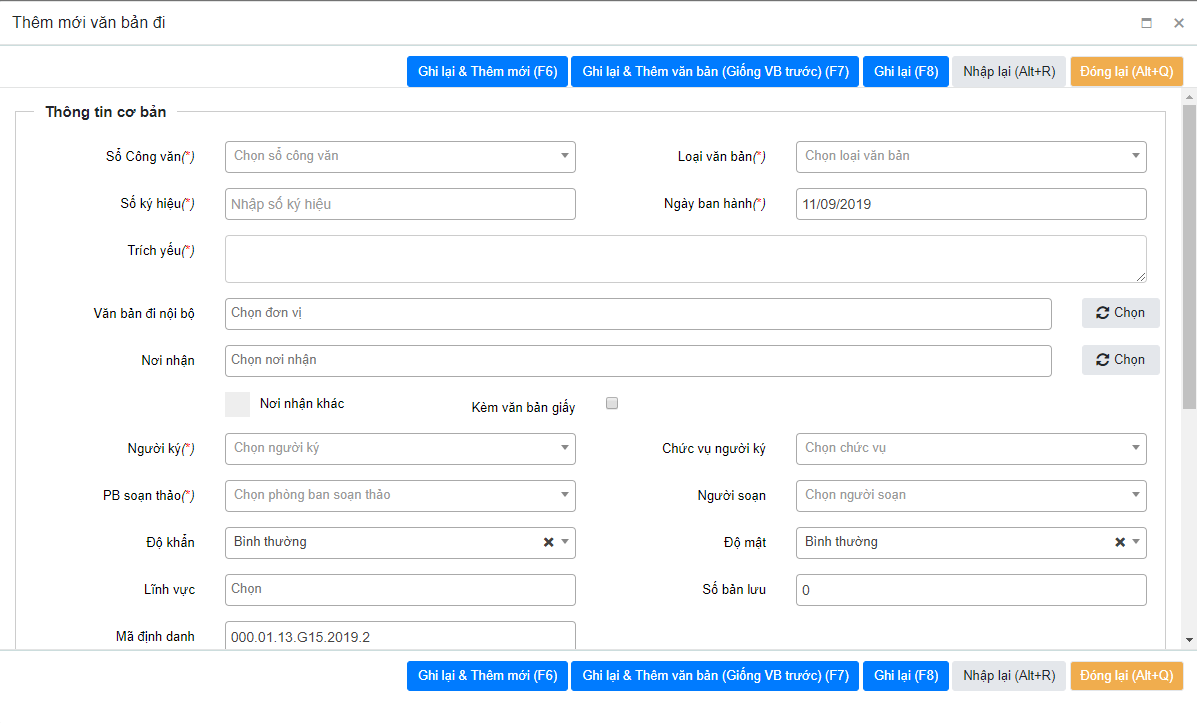 Thêm mới văn bản đi
Ghi lại & Thêm mới (F6) Ghi lại & Thêm văn bản (Giống VB trước) (F7) Ghi lại (F8) Nhập lại (Alt+R) Đóng lại (Alt+Q)
Thông tin cơ bản
Sổ Công văn(*) Chọn sổ công văn Loại văn bản(*) Chọn loại văn bản
Số ký hiệu(*) Nhập số ký hiệu Ngày ban hành(*) 11/09/2019
Trích yếu(*)
Văn bản đi nội bộ Chọn đơn vị Chọn
Nơi nhận Chọn nơi nhận Chọn
Nơi nhận khác Kèm văn bản giấy
Người ký(*) Chọn người ký Chức vụ người ký Chọn chức vụ
PB soạn thảo(*) Chọn phòng ban soạn thảo Người soạn Chọn người soạn
Độ khẩn Bình thường Độ mật Bình thường
Lĩnh vực Chọn Số bản lưu 0
Mã định danh 000.01.13.G15.2019.2
Ghi lại & Thêm mới (F6) Ghi lại & Thêm văn bản (Giống VB trước) (F7) Ghi lại (F8) Nhập lại (Alt+R) Đóng lại (Alt+Q)